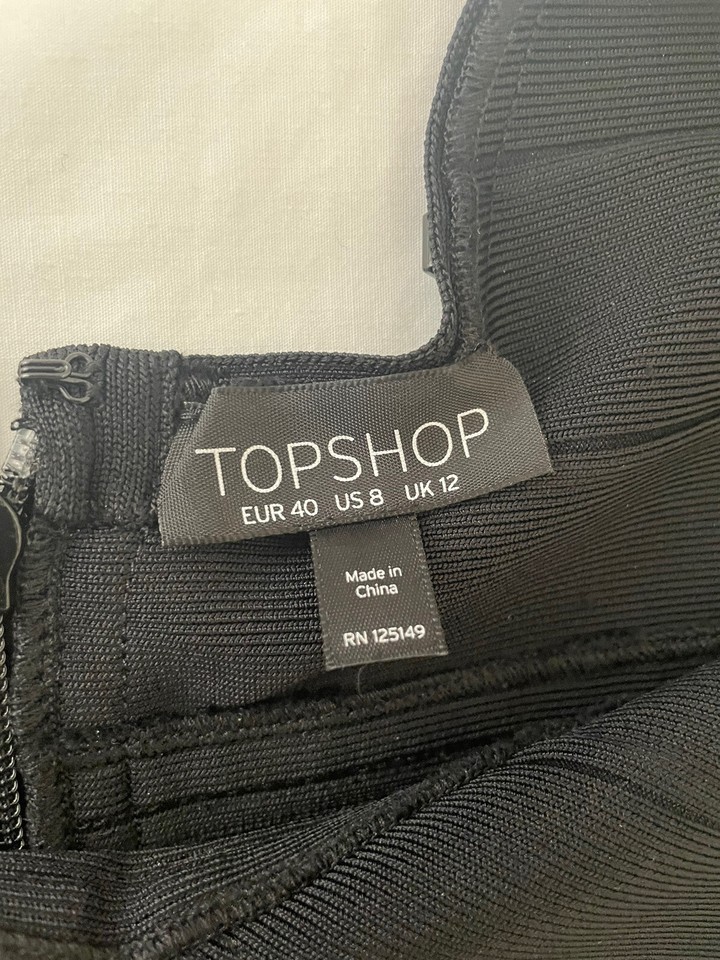 TOPSHOP
EUR 40 US 8 UK 12
Made in
China
RN 125149